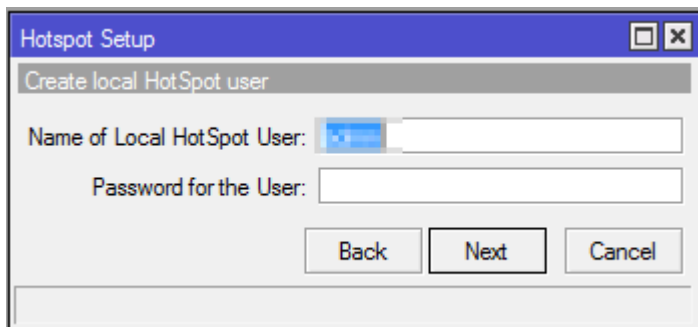 Hotspot Setup
Create local HotSpot user
Name of Local HotSpot User:
Password for the User:
Back Next Cancel